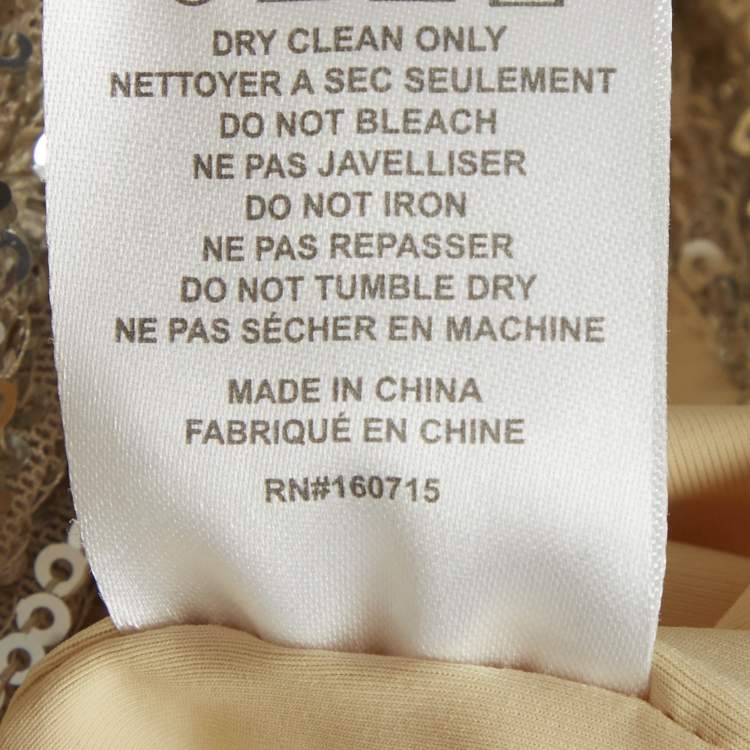 DRY CLEAN ONLY
NETTOYER A SEC SEULEMENT
DO NOT BLEACH
NE PAS JAVELLISER
DO NOT IRON
NE PAS REPASSER
DO NOT TUMBLE DRY
NE PAS SÉCHER EN MACHINE
MADE IN CHINA
FABRIQUÉ EN CHINE
RN#160715